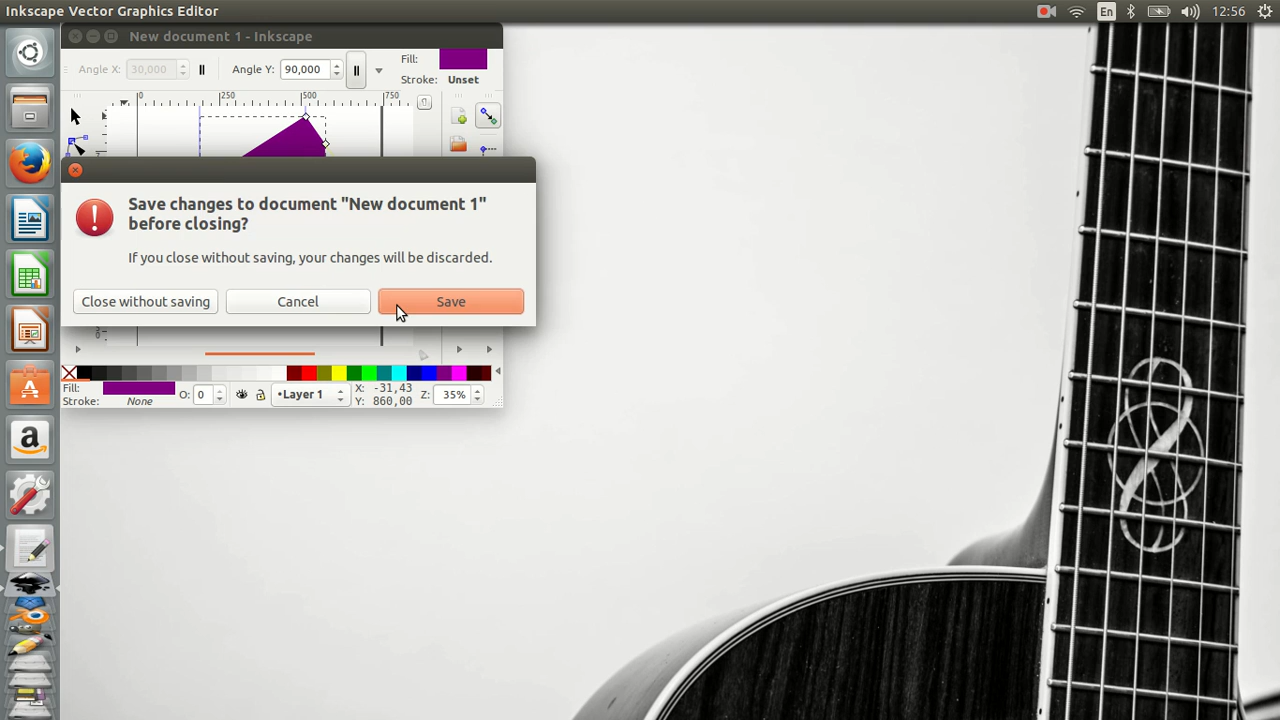 Inkscape Vector Graphics Editor
En
12:56
New document 1 - Inkscape
Angle X: 30,000
Angle Y: 90,000
Fill:
Stroke: Unset
0 250 500 750
Save changes to document "New document 1"
before closing?
If you close without saving, your changes will be discarded.
Close without saving
Cancel
Save
Fill:
Stroke: None
O: 0
•Layer 1
X: -31,43
Y: 860,00
Z: 35%